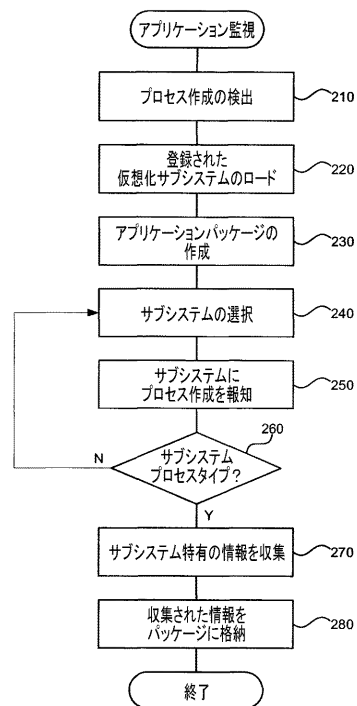 アプリケーション監視
プロセス作成の検出
210
登録された
仮想化サブシステムのロード
220
アプリケーションパッケージの
作成
230
サブシステムの選択
240
サブシステムに
プロセス作成を報知
250
260
サブシステム
プロセスタイプ?
N
Y
サブシステム特有の情報を収集
270
収集された情報を
パッケージに格納
280
終了